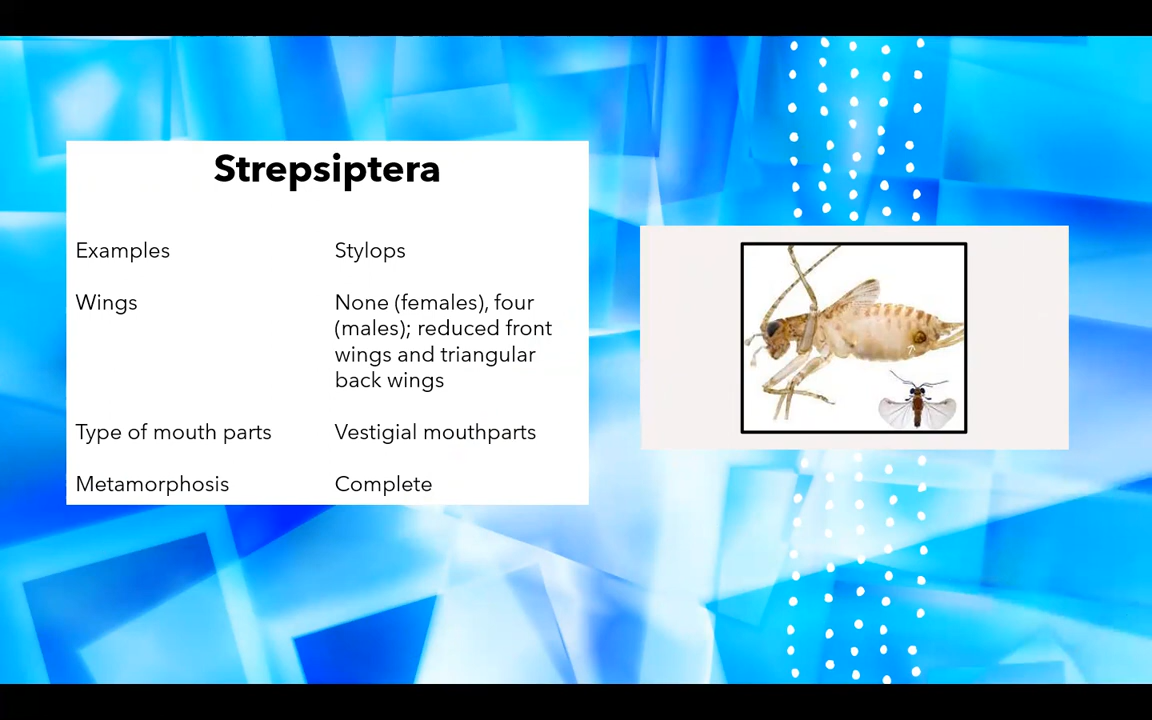 Strepsiptera
Examples Stylops
Wings None (females), four
(males); reduced front
wings and triangular
back wings
Type of mouth parts Vestigial mouthparts
Metamorphosis Complete